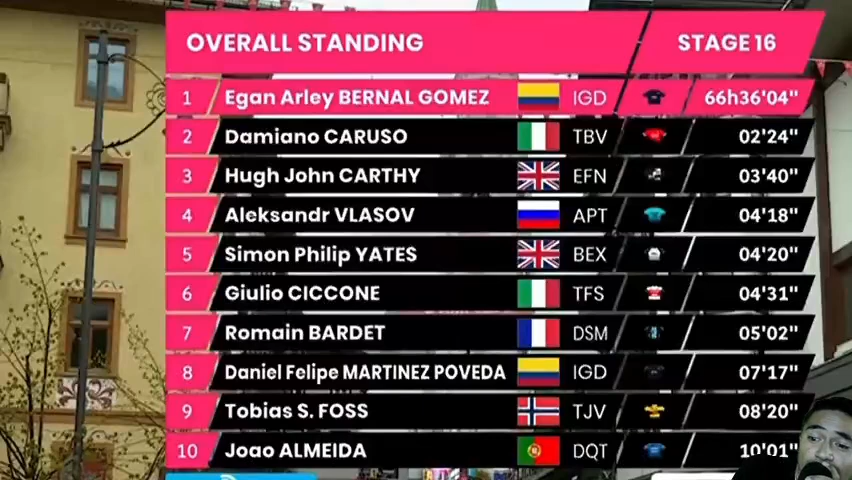 OVERALL STANDING STAGE 16
1 Egan Arley BERNAL GOMEZ IGD 66h36'04"
2 Damiano CARUSO TBV 02'24"
3 Hugh John CARTHY EFN 03'40"
4 Aleksandr VLASOV APT 04'18"
5 Simon Philip YATES BEX 04'20"
6 Giulio CICCONE TFS 04'31"
7 Romain BARDET DSM 05'02"
8 Daniel Felipe MARTINEZ POVEDA IGD 07'17"
9 Tobias S. FOSS TJV 08'20"
10 Joao ALMEIDA DQT 10'01"